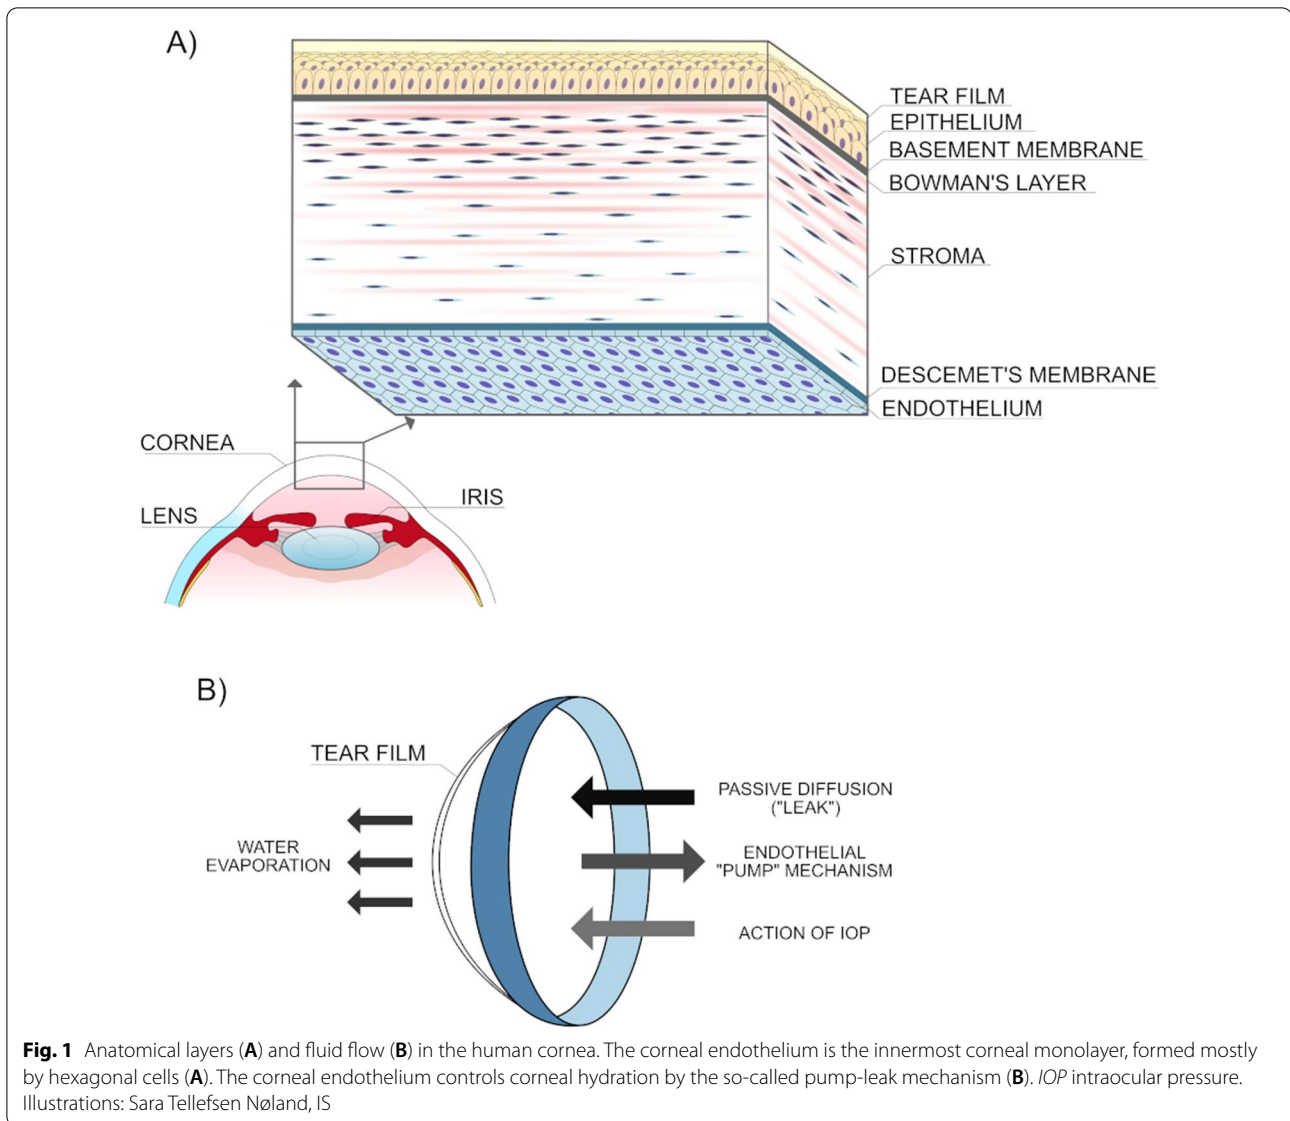 A)
TEAR FILM
EPITHELIUM
BASEMENT MEMBRANE
BOWMAN'S LAYER
STROMA
DESCEMET'S MEMBRANE
ENDOTHELIUM
CORNEA
IRIS
LENS
B)
TEAR FILM
PASSIVE DIFFUSION
("LEAK")
WATER
EVAPORATION
ENDOTHELIAL
"PUMP" MECHANISM
ACTION OF IOP
Fig. 1 Anatomical layers (A) and fluid flow (B) in the human cornea. The corneal endothelium is the innermost corneal monolayer, formed mostly
by hexagonal cells (A). The corneal endothelium controls corneal hydration by the so-called pump-leak mechanism (B). IOP intraocular pressure.
Illustrations: Sara Tellefsen Nøland, IS